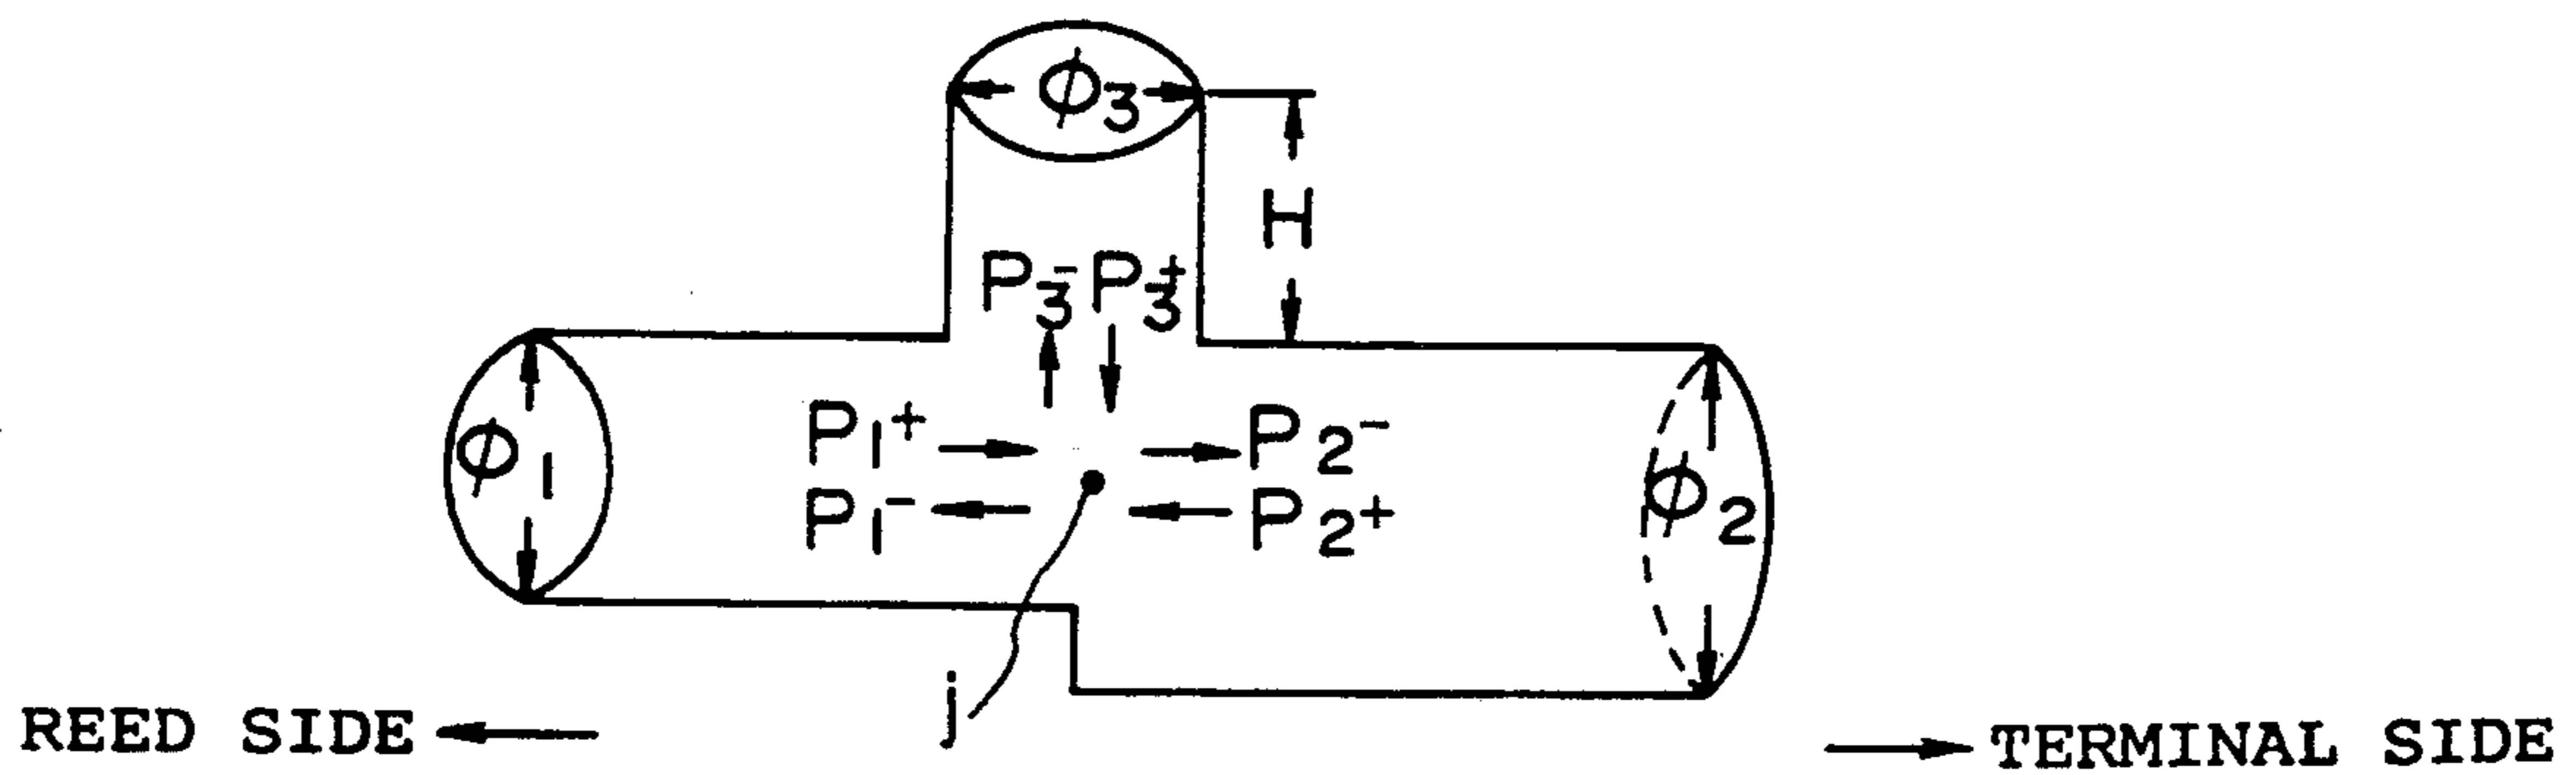 ϕ3
H
P3- P3+
P1+ P2-
ϕ1
P1- P2+
ϕ2
j
REED SIDE
TERMINAL SIDE